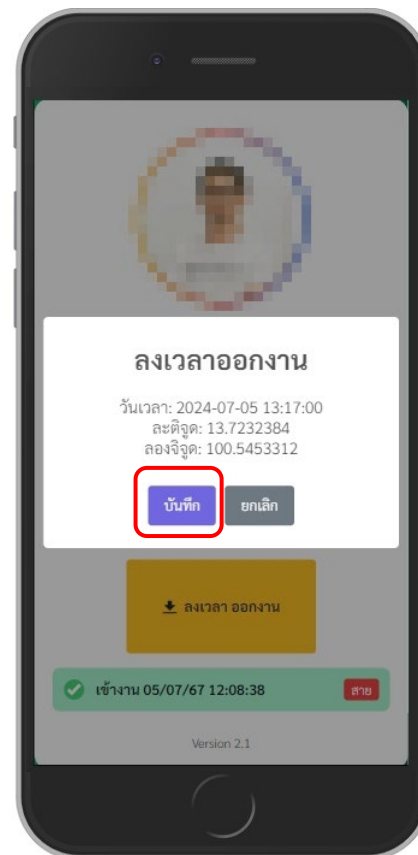 ลงเวลาออกงาน
วันเวลา: 2024-07-05 13:17:00
ละติจูด: 13.7232384
ลองจิจูด: 100.5453312
บันทึก ยกเลิก
ลงเวลา ออกงาน
เข้างาน 05/07/67 12:08:38 สาย
Version 2.1